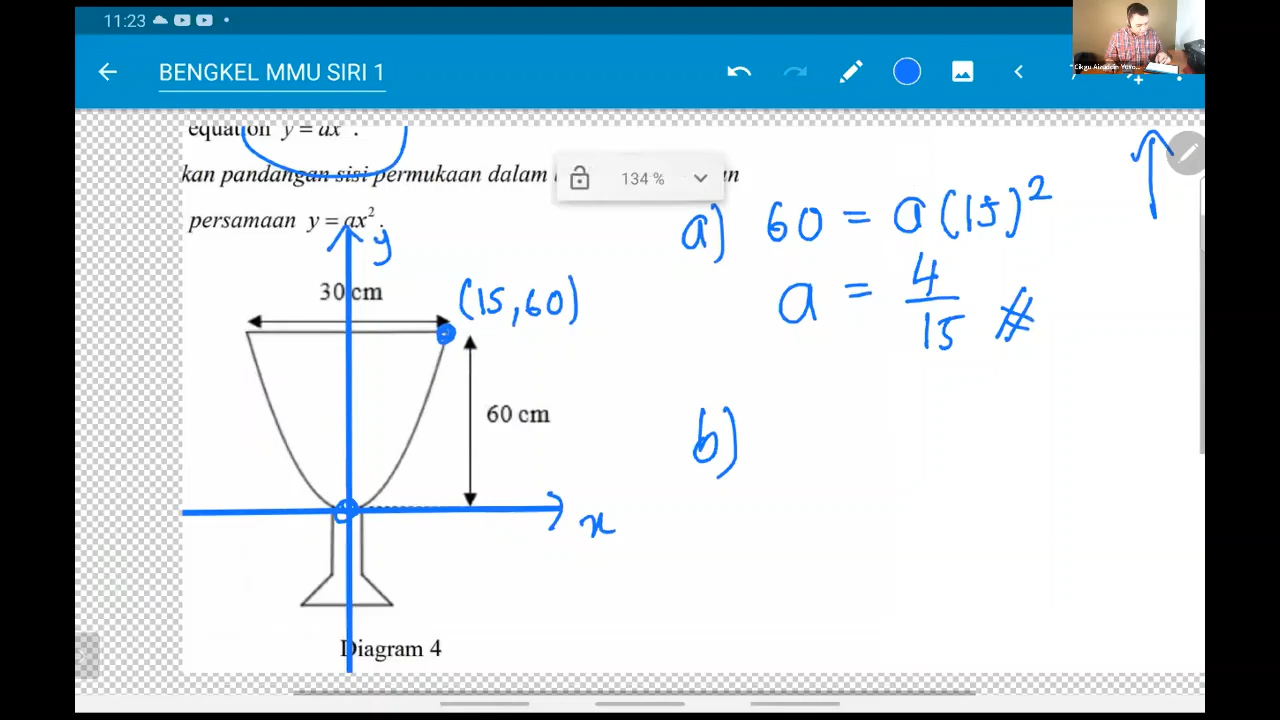 11:23
BENGKEL MMU SIRI 1
equation y = ax .
kan pandangan sisi permukaan dalam
persamaan y = ax².
134 %
y
30 cm
(15, 60)
60 cm
x
Diagram 4
a) 60 = a(15)²
a = 4/15 #
b)